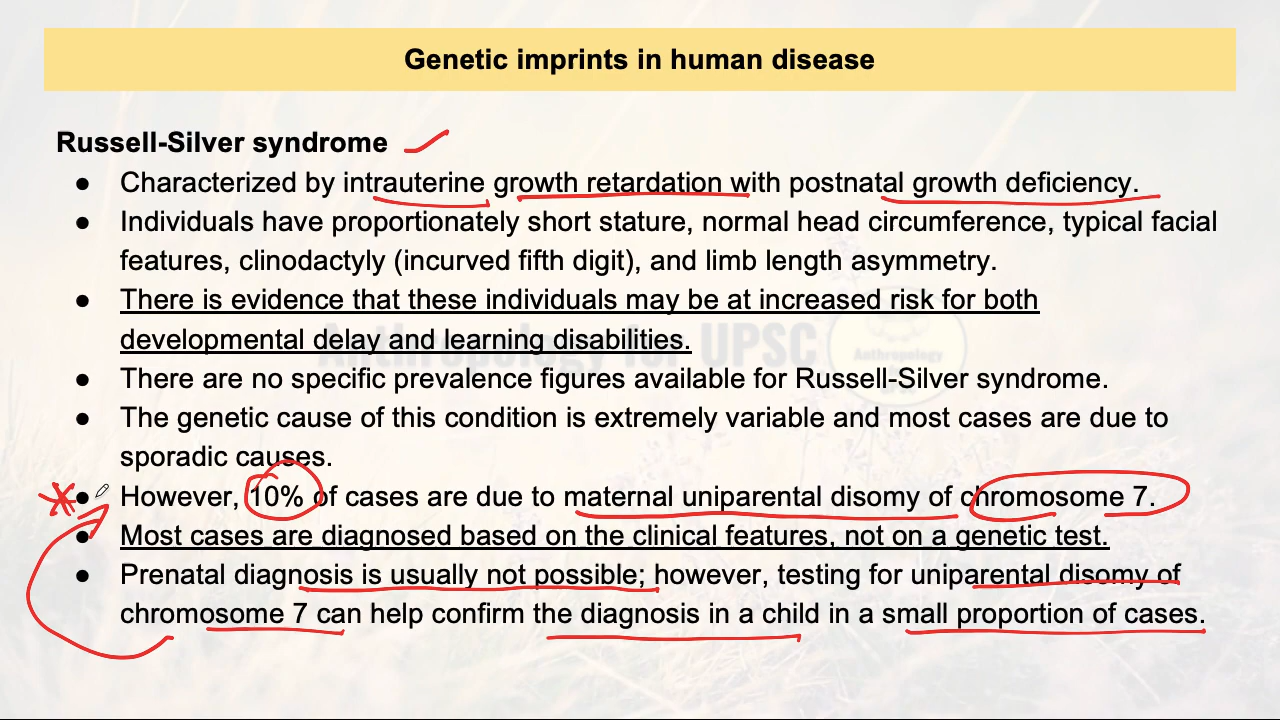 Genetic imprints in human disease
Russell-Silver syndrome
● Characterized by intrauterine growth retardation with postnatal growth deficiency.
● Individuals have proportionately short stature, normal head circumference, typical facial
features, clinodactyly (incurved fifth digit), and limb length asymmetry.
● There is evidence that these individuals may be at increased risk for both
developmental delay and learning disabilities.
Anthropology for UPSC
Anthropology
● There are no specific prevalence figures available for Russell-Silver syndrome.
● The genetic cause of this condition is extremely variable and most cases are due to
sporadic causes.
● However, 10% of cases are due to maternal uniparental disomy of chromosome 7.
● Most cases are diagnosed based on the clinical features, not on a genetic test.
● Prenatal diagnosis is usually not possible; however, testing for uniparental disomy of
chromosome 7 can help confirm the diagnosis in a child in a small proportion of cases.